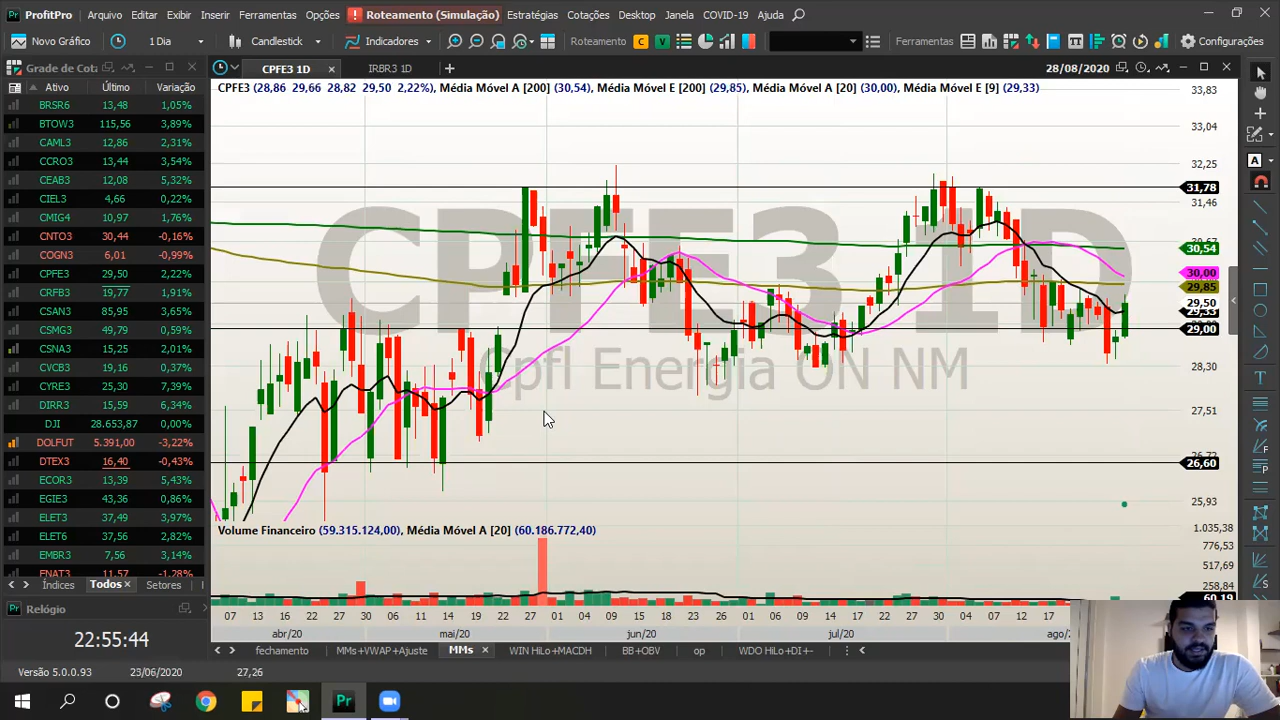 ProfitPro Arquivo Editar Exibir Inserir Ferramentas Opções ! Roteamento (Simulação) Estratégias Cotações Desktop Janela COVID-19 Ajuda
Novo Gráfico 1 Dia Candlestick Indicadores Roteamento C V Ferramentas Configurações
Grade de Cota
CPFE3 1D × IRBR3 1D + 28/08/2020
Ativo Último Variação
CPFE3 (28,86 29,66 28,82 29,50 2,22%), Média Móvel A [200] (30,54), Média Móvel E [200] (29,85), Média Móvel A [20] (30,00), Média Móvel E [9] (29,33)
BRSR6 13,48 1,05%
BTOW3 115,56 3,89%
CAML3 12,86 2,31%
CCRO3 13,44 3,54%
CEAB3 12,08 5,32%
CIEL3 4,66 0,22%
CMIG4 10,97 1,76%
CNTO3 30,44 -0,16%
COGN3 6,01 -0,99%
CPFE3 29,50 2,22%
CRFB3 19,77 1,91%
CSAN3 85,95 3,65%
CSMG3 49,79 0,59%
CSNA3 15,25 2,01%
CVCB3 19,16 0,37%
CYRE3 25,30 7,39%
DIRR3 15,59 6,34%
DJI 28.653,87 0,00%
DOLFUT 5.391,00 -3,22%
DTEX3 16,40 -0,43%
ECOR3 13,39 5,43%
EGIE3 43,36 0,86%
ELET3 37,49 3,97%
ELET6 37,56 2,82%
EMBR3 7,56 3,14%
ENAT3 11,57 -1,28%
Índices Todos × Setores
CPFE3 1D
Cpfl Energia ON NM
33,83
33,04
32,25
31,78
31,46
30,54
30,00
29,85
29,50
29,33
29,00
28,30
27,51
26,60
25,93
Volume Financeiro (59.315.124,00), Média Móvel A [20] (60.186.772,40)
1.035,38
776,53
517,69
258,84
60,19
07 13 16 22 27 30 06 11 14 19 22 27 01 04 09 15 18 23 26 01 06 09 14 17 22 27 30 04 07 12 17
abr/20 mai/20 jun/20 jul/20 ago/
fechamento MMs+VWAP+Ajuste MMs × WIN HiLo+MACDH BB+OBV op WDO HiLo+DI+-
Relógio
22:55:44
Versão 5.0.0.93 23/06/2020 27,26